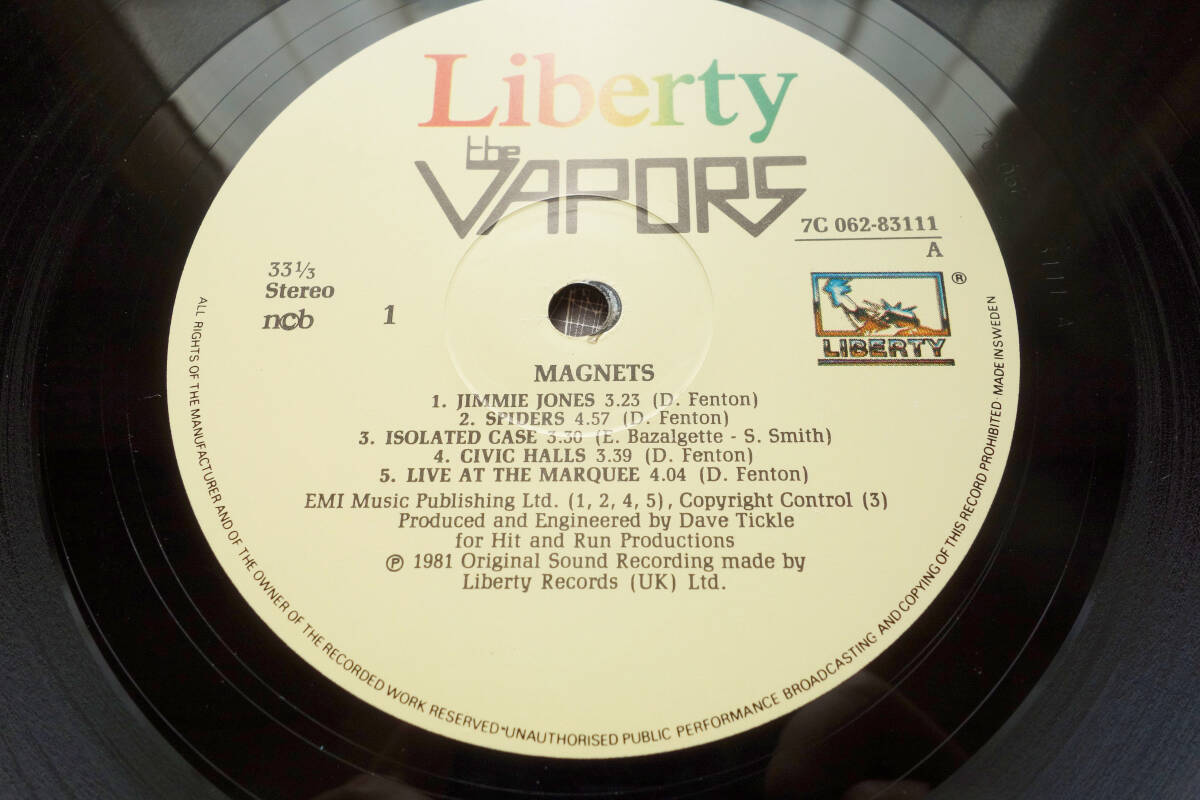 Liberty
the
VAPORS
7C 062-83111
A
33 1/3
Stereo
ncb
1
®
LIBERTY
MAGNETS
1. JIMMIE JONES 3.23 (D. Fenton)
2. SPIDERS 4.57 (D. Fenton)
3. ISOLATED CASE 3.30 (E. Bazalgette - S. Smith)
4. CIVIC HALLS 3.39 (D. Fenton)
5. LIVE AT THE MARQUEE 4.04 (D. Fenton)
EMI Music Publishing Ltd. (1, 2, 4, 5), Copyright Control (3)
Produced and Engineered by Dave Tickle
for Hit and Run Productions
℗ 1981 Original Sound Recording made by
Liberty Records (UK) Ltd.
ALL RIGHTS OF THE MANUFACTURER AND OF THE OWNER OF THE RECORDED WORK RESERVED•UNAUTHORISED PUBLIC PERFORMANCE BROADCASTING AND COPYING OF THIS RECORD PROHIBITED · MADE IN SWEDEN